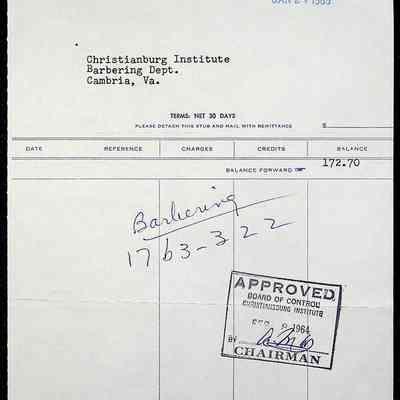 Christianburg Institute
Barbering Dept.
Cambria, Va.
TERMS: NET 30 DAYS
PLEASE DETACH THIS STUB AND MAIL WITH REMITTANCE $
DATE REFERENCE CHARGES CREDITS BALANCE
BALANCE FORWARD 172.70
Barbering
1763-322
APPROVED
BOARD OF CONTROL
CHRISTIANSBURG INSTITUTE
SEP 1964
BY
CHAIRMAN